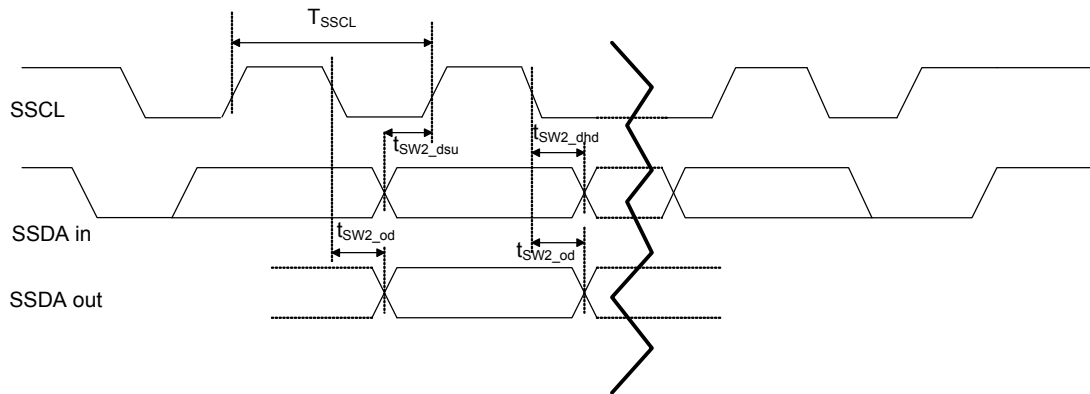 TSSCL
SSCL
tSW2_dsu
tSW2_dhd
SSDA in
tSW2_od
tSW2_od
SSDA out